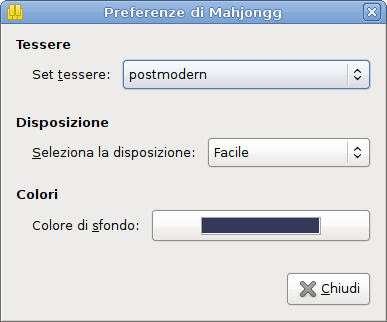 Preferenze di Mahjongg
Tessere
Set tessere: postmodern
Disposizione
Seleziona la disposizione: Facile
Colori
Colore di sfondo:
Chiudi